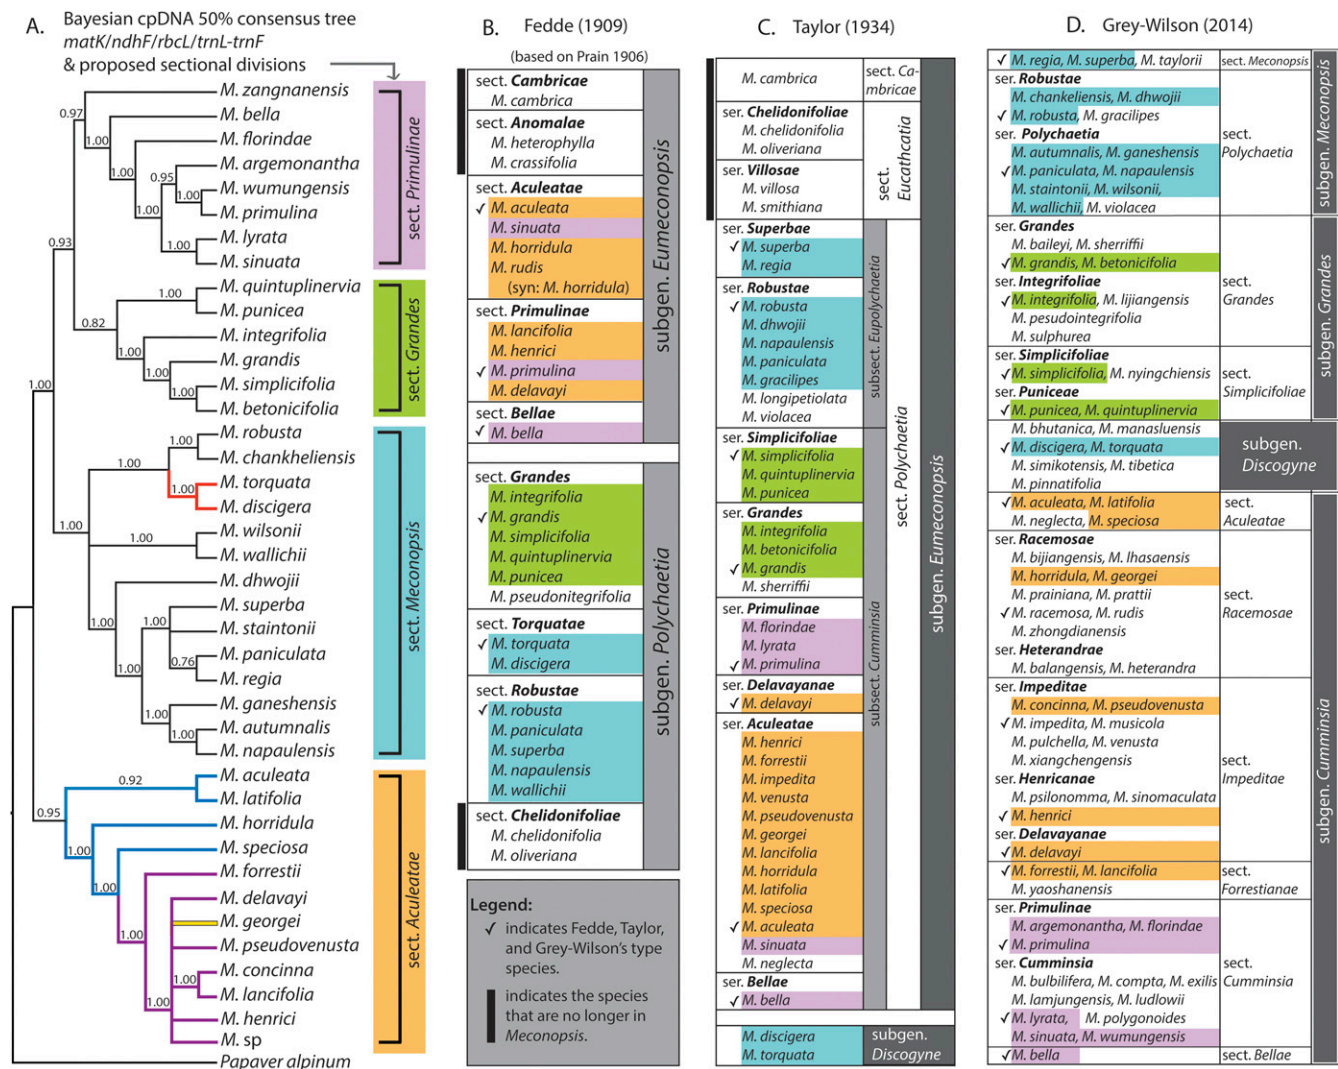 A.
Bayesian cpDNA 50% consensus tree
matK/ndhF/rbcL/trnL-trnF
& proposed sectional divisions
M. zangnanensis
M. bella
M. florindae
M. argemonantha
M. wumungensis
M. primulina
M. lyrata
M. sinuata
M. quintuplinervia
M. punicea
M. integrifolia
M. grandis
M. simplicifolia
M. betonicifolia
M. robusta
M. chankheliensis
M. torquata
M. discigera
M. wilsonii
M. wallichii
M. dhwojii
M. superba
M. staintonii
M. paniculata
M. regia
M. ganeshensis
M. autumnalis
M. napaulensis
M. aculeata
M. latifolia
M. horridula
M. speciosa
M. forrestii
M. delavayi
M. georgei
M. pseudovenusta
M. concinna
M. lancifolia
M. henrici
M. sp
Papaver alpinum
0.97
1.00
1.00
0.95
1.00
1.00
1.00
0.93
1.00
0.82
1.00
1.00
1.00
1.00
1.00
1.00
1.00
1.00
1.00
1.00
1.00
1.00
0.76
1.00
1.00
1.00
0.92
0.95
1.00
1.00
1.00
1.00
1.00
sect. Primulinae
sect. Grandes
sect. Meconopsis
sect. Aculeatae
B.
Fedde (1909)
(based on Prain 1906)
sect. Cambricae
M. cambrica
sect. Anomalae
M. heterophylla
M. crassifolia
sect. Aculeatae
✓ M. aculeata
M. sinuata
M. horridula
M. rudis
(syn: M. horridula)
sect. Primulinae
M. lancifolia
M. henrici
✓ M. primulina
M. delavayi
sect. Bellae
✓ M. bella
subgen. Eumeconopsis
sect. Grandes
M. integrifolia
✓ M. grandis
M. simplicifolia
M. quintuplinervia
M. punicea
M. pseudonitegrifolia
sect. Torquatae
✓ M. torquata
M. discigera
sect. Robustae
✓ M. robusta
M. paniculata
M. superba
M. napaulensis
M. wallichii
sect. Chelidonifoliae
M. chelidonifolia
M. oliveriana
subgen. Polychaetia
Legend:
✓ indicates Fedde, Taylor,
and Grey-Wilson's type
species.
indicates the species
that are no longer in
Meconopsis.
C.
Taylor (1934)
M. cambrica
sect. Ca-
mbricae
ser. Chelidonifoliae
M. chelidonifolia
M. oliveriana
ser. Villosae
M. villosa
M. smithiana
sect.
Eucathcatia
ser. Superbae
✓ M. superba
M. regia
ser. Robustae
✓ M. robusta
M. dhwojii
M. napaulensis
M. paniculata
M. gracilipes
M. longipetiolata
M. violacea
subsect. Eupolychaetia
ser. Simplicifoliae
✓ M. simplicifolia
M. quintuplinervia
M. punicea
ser. Grandes
M. integrifolia
M. betonicifolia
✓ M. grandis
M. sherriffii
ser. Primulinae
M. florindae
M. lyrata
✓ M. primulina
ser. Delavayanae
✓ M. delavayi
ser. Aculeatae
M. henrici
M. forrestii
M. impedita
M. venusta
M. pseudovenusta
M. georgei
M. lancifolia
M. horridula
M. latifolia
M. speciosa
✓ M. aculeata
M. sinuata
M. neglecta
ser. Bellae
✓ M. bella
subsect. Cumminsia
sect. Polychaetia
subgen. Eumeconopsis
M. discigera
M. torquata
subgen.
Discogyne
D.
Grey-Wilson (2014)
✓ M. regia, M. superba, M. taylorii
sect. Meconopsis
ser. Robustae
M. chankeliensis, M. dhwojii
✓ M. robusta, M. gracilipes
ser. Polychaetia
M. autumnalis, M. ganeshensis
✓ M. paniculata, M. napaulensis
M. staintonii, M. wilsonii,
M. wallichii, M. violacea
sect.
Polychaetia
subgen. Meconopsis
ser. Grandes
M. baileyi, M. sheriffii
✓ M. grandis, M. betonicifolia
ser. Integrifoliae
✓ M. integrifolia, M. lijiangensis
M. pesudointegrifolia
M. sulphurea
sect.
Grandes
ser. Simplicifoliae
✓ M. simplicifolia, M. nyingchiensis
ser. Puniceae
✓ M. punicea, M. quintuplinervia
sect.
Simplicifoliae
subgen. Grandes
M. bhutanica, M. manasluensis
✓ M. discigera, M. torquata
M. simikotensis, M. tibetica
M. pinnatifolia
subgen.
Discogyne
✓ M. aculeata, M. latifolia
M. neglecta, M. speciosa
sect.
Aculeatae
ser. Racemosae
M. bijiangensis, M. lhasaensis
M. horridula, M. georgei
M. prainiana, M. prattii
✓ M. racemosa, M. rudis
M. zhongdianensis
ser. Heterandrae
M. balangensis, M. heterandra
sect.
Racemosae
ser. Impeditae
M. concinna, M. pseudovenusta
✓ M. impedita, M. musicola
M. pulchella, M. venusta
M. xiangchengensis
ser. Henricanae
M. psilonomma, M. sinomaculata
✓ M. henrici
ser. Delavayanae
✓ M. delavayi
sect.
Impeditae
✓ M. forrestii, M. lancifolia
M. yaoshanensis
sect.
Forrestianae
ser. Primulinae
M. argemonantha, M. florindae
✓ M. primulina
ser. Cumminsia
M. bulbilifera, M. compta, M. exilis
M. lamjungensis, M. ludlowii
✓ M. lyrata, M. polygonoides
M. sinuata, M. wumungensis
sect.
Cumminsia
✓ M. bella
sect. Bellae
subgen. Cumminsia